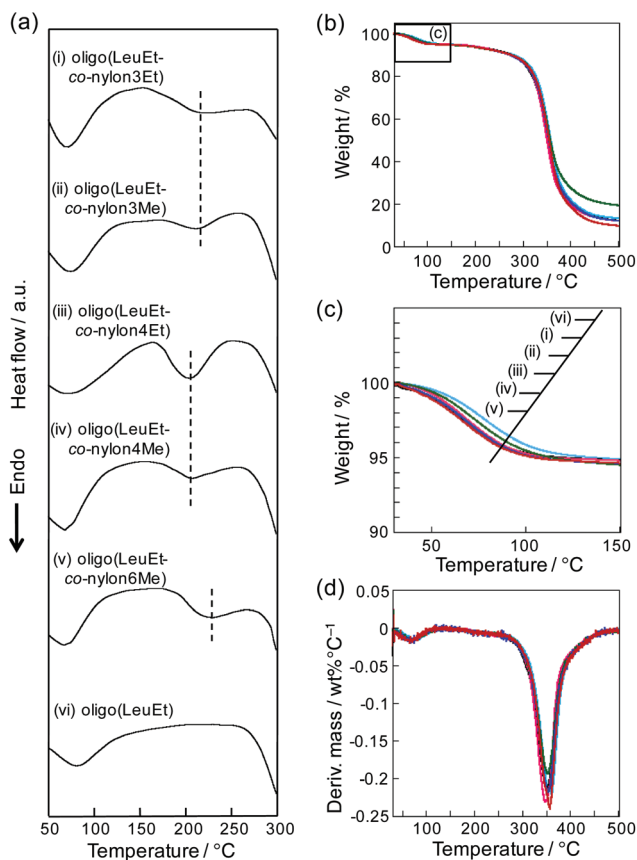 (a)
(i) oligo(LeuEt-
co-nylon3Et)
(ii) oligo(LeuEt-
co-nylon3Me)
(iii) oligo(LeuEt-
co-nylon4Et)
(iv) oligo(LeuEt-
co-nylon4Me)
(v) oligo(LeuEt-
co-nylon6Me)
(vi) oligo(LeuEt)
Heat flow / a.u.
Endo
50 100 150 200 250 300
Temperature / °C
(b)
(c)
100
80
60
40
20
0
Weight / %
100 200 300 400 500
Temperature / °C
(c)
(vi)
(i)
(ii)
(iii)
(iv)
(v)
100
95
90
Weight / %
50 100 150
Temperature / °C
(d)
0.05
0
-0.05
-0.1
-0.15
-0.2
-0.25
Deriv. mass / wt%°C⁻¹
100 200 300 400 500
Temperature / °C